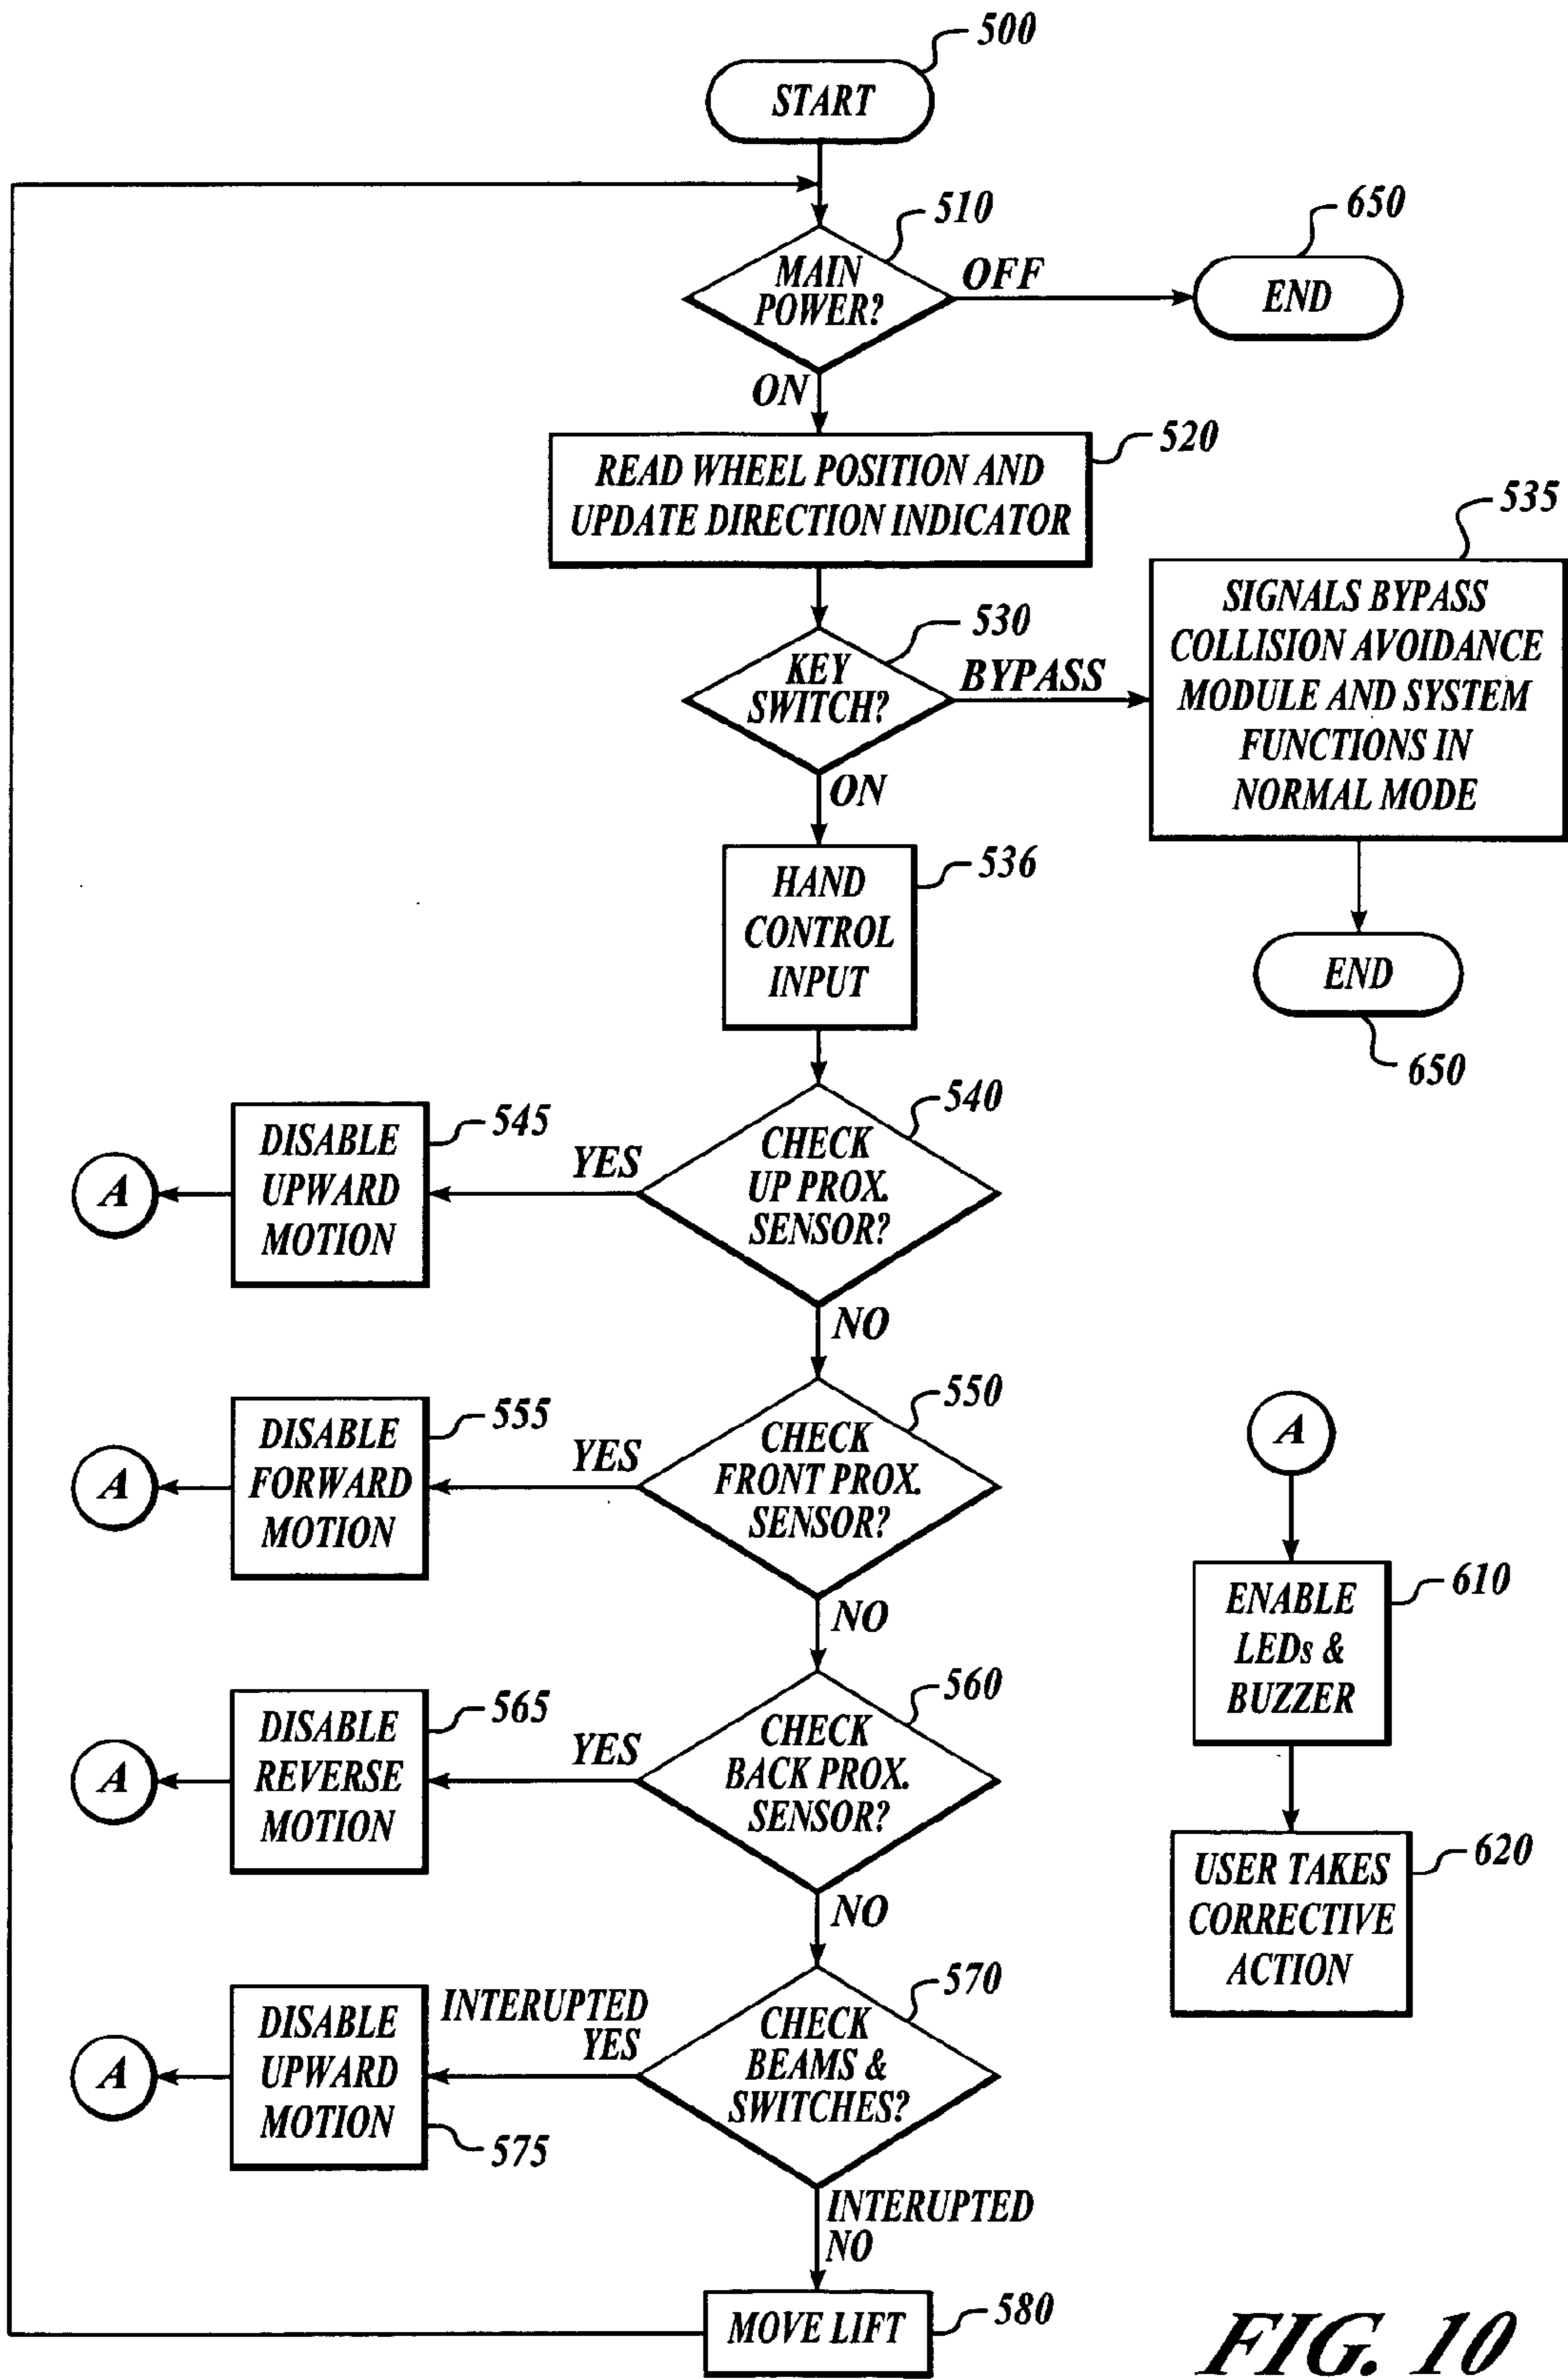 500
START
510
650
MAIN
POWER?
OFF
END
ON
520
READ WHEEL POSITION AND
UPDATE DIRECTION INDICATOR
535
SIGNALS BYPASS
COLLISION AVOIDANCE
MODULE AND SYSTEM
FUNCTIONS IN
NORMAL MODE
530
KEY
SWITCH?
BYPASS
ON
536
HAND
CONTROL
INPUT
END
650
540
CHECK
UP PROX.
SENSOR?
YES
545
DISABLE
UPWARD
MOTION
A
NO
550
CHECK
FRONT PROX.
SENSOR?
YES
555
DISABLE
FORWARD
MOTION
A
NO
560
CHECK
BACK PROX.
SENSOR?
YES
565
DISABLE
REVERSE
MOTION
A
NO
570
CHECK
BEAMS &
SWITCHES?
INTERUPTED
YES
DISABLE
UPWARD
MOTION
575
A
INTERUPTED
NO
MOVE LIFT
580
A
610
ENABLE
LEDs &
BUZZER
620
USER TAKES
CORRECTIVE
ACTION
FIG. 10